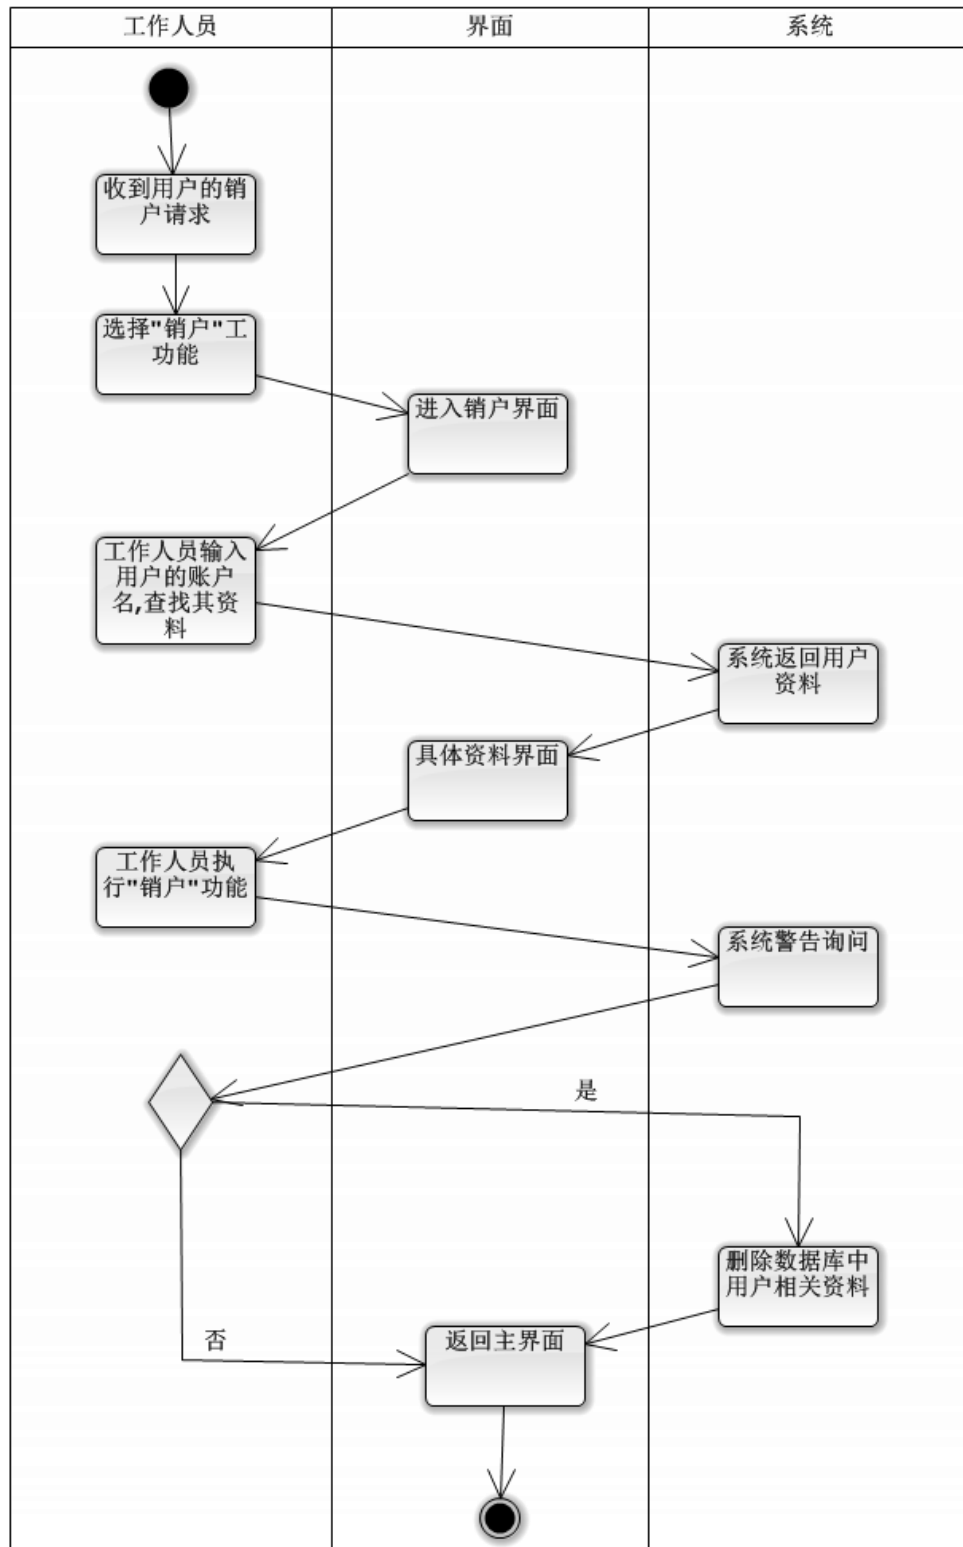 工作人员
界面
系统
收到用户的销
户请求
选择"销户"工
功能
进入销户界面
工作人员输入
用户的账户
名,查找其资
料
系统返回用户
资料
具体资料界面
工作人员执
行"销户"功能
系统警告询问
是
删除数据库中
用户相关资料
否
返回主界面